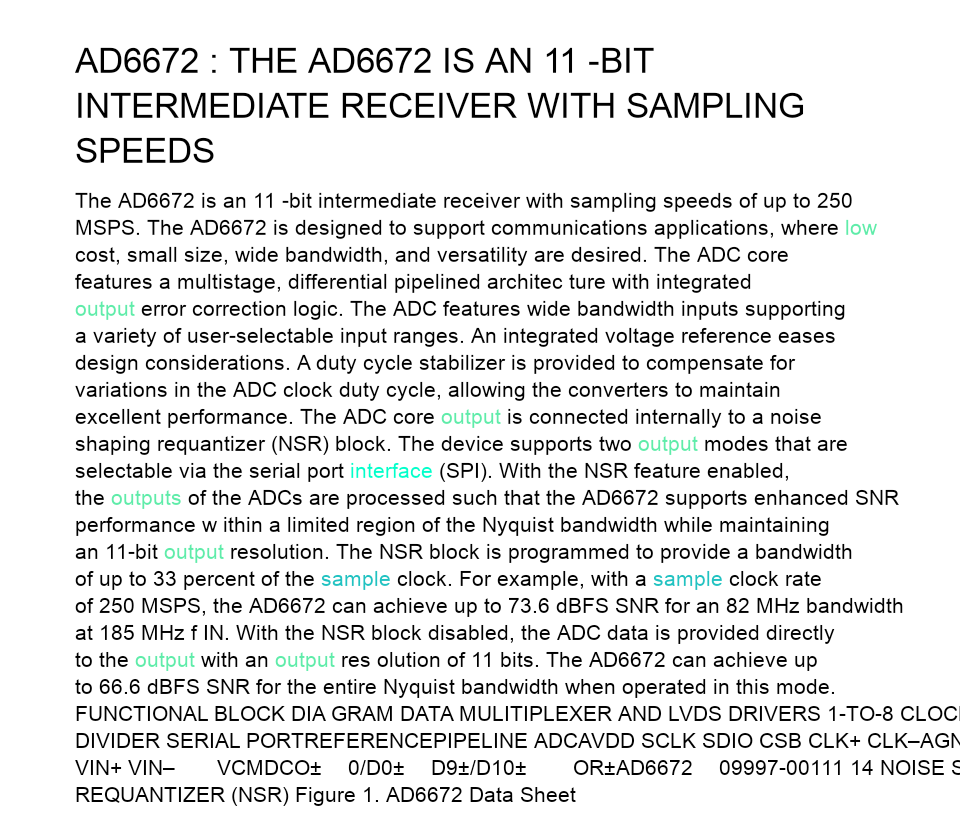 AD6672 : THE AD6672 IS AN 11 -BIT
INTERMEDIATE RECEIVER WITH SAMPLING
SPEEDS
The AD6672 is an 11 -bit intermediate receiver with sampling speeds of up to 250
MSPS. The AD6672 is designed to support communications applications, where low
cost, small size, wide bandwidth, and versatility are desired. The ADC core
features a multistage, differential pipelined architec ture with integrated
output error correction logic. The ADC features wide bandwidth inputs supporting
a variety of user-selectable input ranges. An integrated voltage reference eases
design considerations. A duty cycle stabilizer is provided to compensate for
variations in the ADC clock duty cycle, allowing the converters to maintain
excellent performance. The ADC core output is connected internally to a noise
shaping requantizer (NSR) block. The device supports two output modes that are
selectable via the serial port interface (SPI). With the NSR feature enabled,
the outputs of the ADCs are processed such that the AD6672 supports enhanced SNR
performance w ithin a limited region of the Nyquist bandwidth while maintaining
an 11-bit output resolution. The NSR block is programmed to provide a bandwidth
of up to 33 percent of the sample clock. For example, with a sample clock rate
of 250 MSPS, the AD6672 can achieve up to 73.6 dBFS SNR for an 82 MHz bandwidth
at 185 MHz f IN. With the NSR block disabled, the ADC data is provided directly
to the output with an output res olution of 11 bits. The AD6672 can achieve up
to 66.6 dBFS SNR for the entire Nyquist bandwidth when operated in this mode.
FUNCTIONAL BLOCK DIA GRAM DATA MULITIPLEXER AND LVDS DRIVERS 1-TO-8 CLOC
DIVIDER SERIAL PORTREFERENCEPIPELINE ADCAVDD SCLK SDIO CSB CLK+ CLK–AGN
VIN+ VIN– VCMDCO± 0/D0± D9±/D10± OR±AD6672 09997-00111 14 NOISE S
REQUANTIZER (NSR) Figure 1. AD6672 Data Sheet